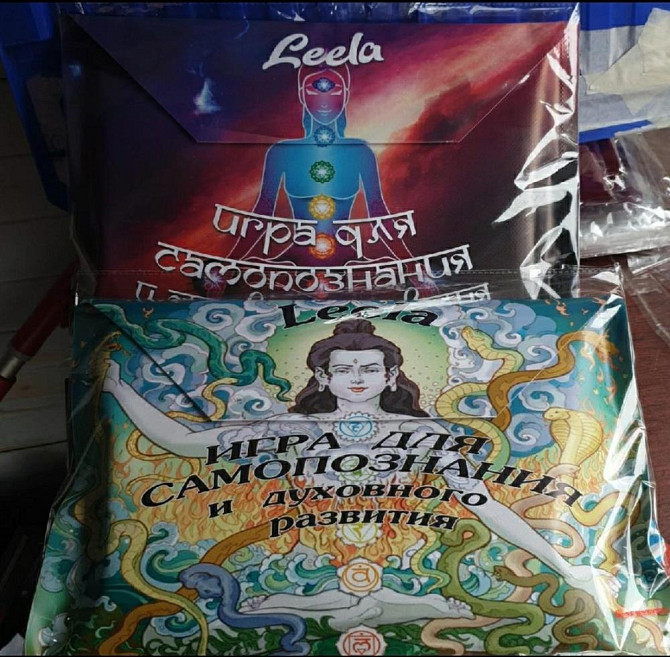 Leela
игра для
самопознания
и
Leela
ИГРА ДЛЯ
САМОПОЗНАНИЯ
и духовного
развития